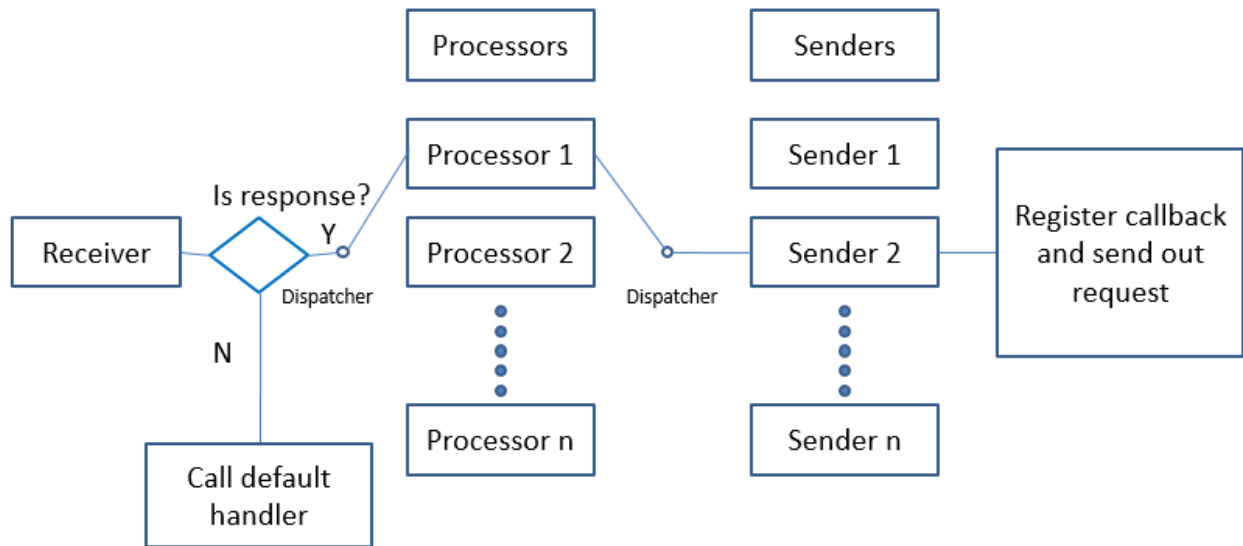 Processors
Senders
Processor 1
Sender 1
Is response?
Y
Receiver
Processor 2
Sender 2
Register callback
and send out
request
Dispatcher
Dispatcher
N
Processor n
Sender n
Call default
handler